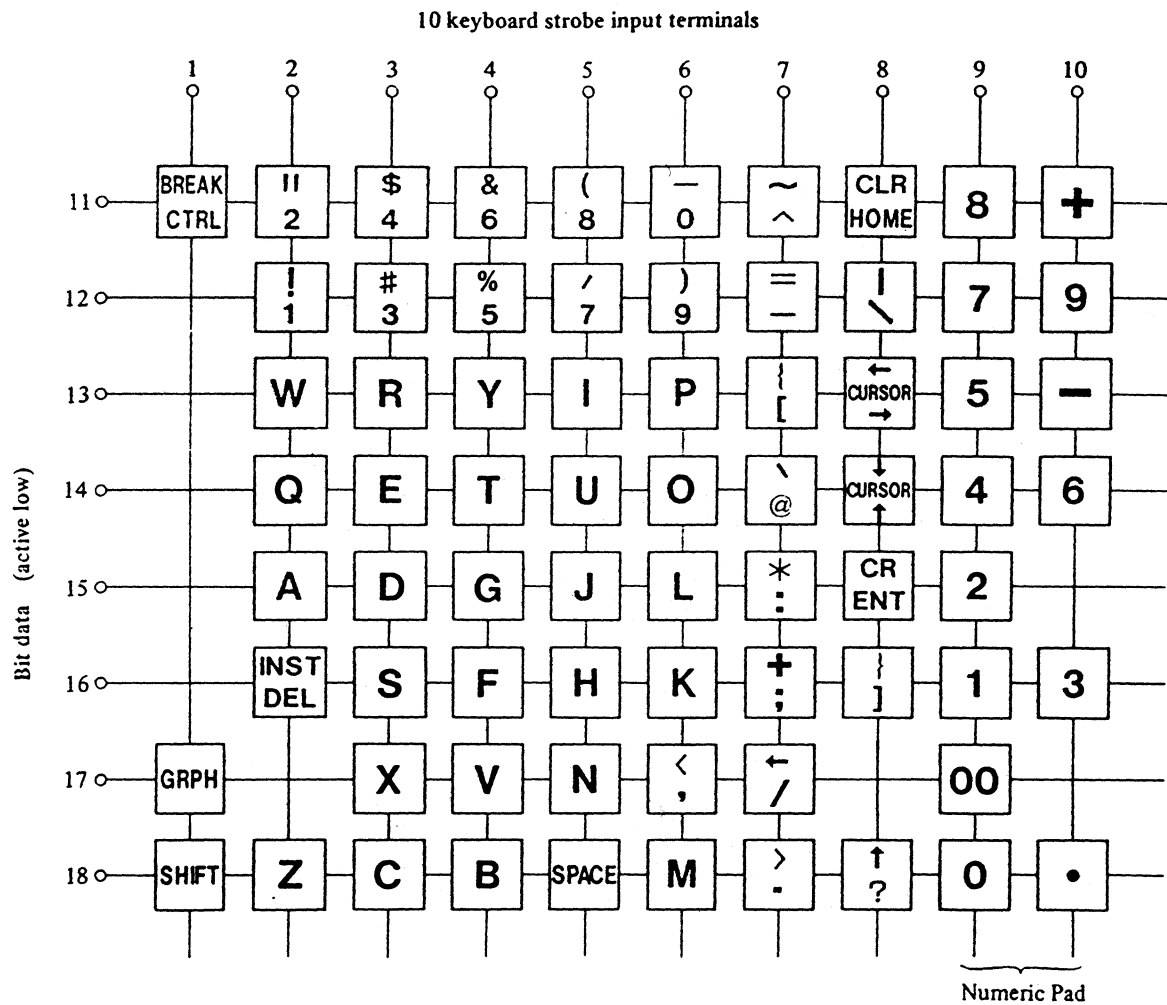 10 keyboard strobe input terminals
1 2 3 4 5 6 7 8 9 10
Bit data (active low)
11 BREAK CTRL " 2 $ 4 & 6 ( 8 — 0 ~ ^ CLR HOME 8 +
12 ! 1 # 3 % 5 ′ 7 ) 9 = — | \ 7 9
13 W R Y I P { [ ← CURSOR → 5 —
14 Q E T U O ` @ ↓ CURSOR ↑ 4 6
15 A D G J L * : CR ENT 2
16 INST DEL S F H K + ; } ] 1 3
17 GRPH X V N < , ← / 00
18 SHIFT Z C B SPACE M > . ↑ ? 0 •
Numeric Pad